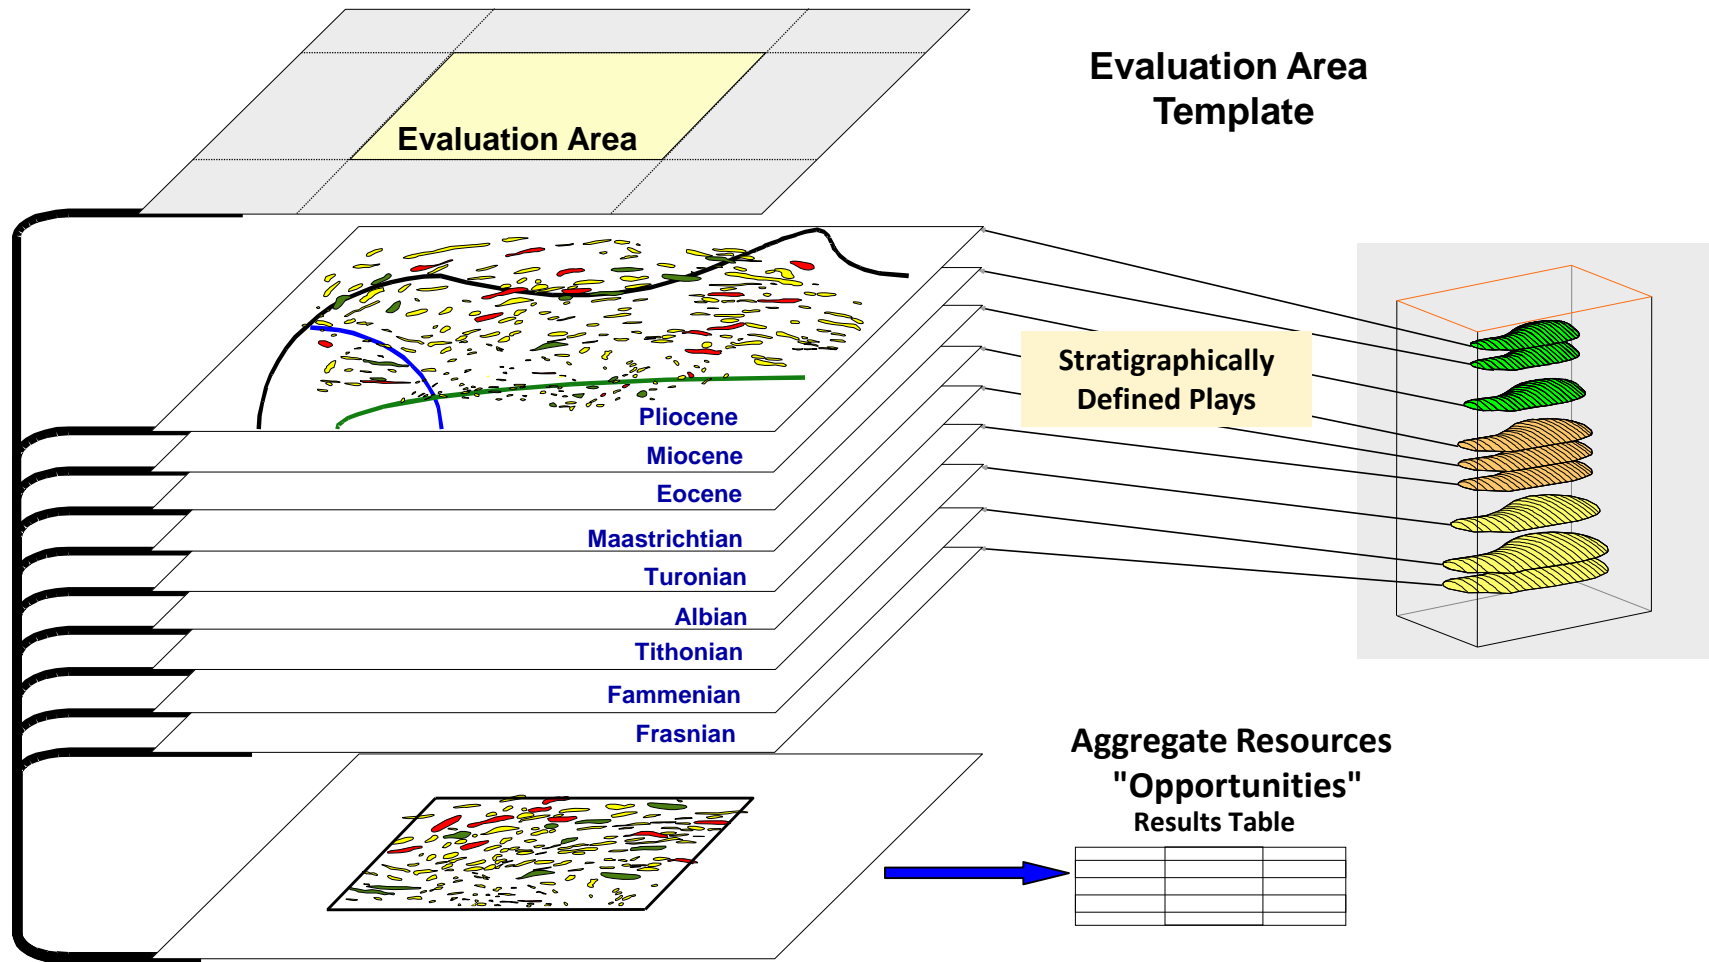 Evaluation Area
Template
Evaluation Area
Stratigraphically
Defined Plays
Pliocene
Miocene
Eocene
Maastrichtian
Turonian
Albian
Tithonian
Fammenian
Frasnian
Aggregate Resources
"Opportunities"
Results Table